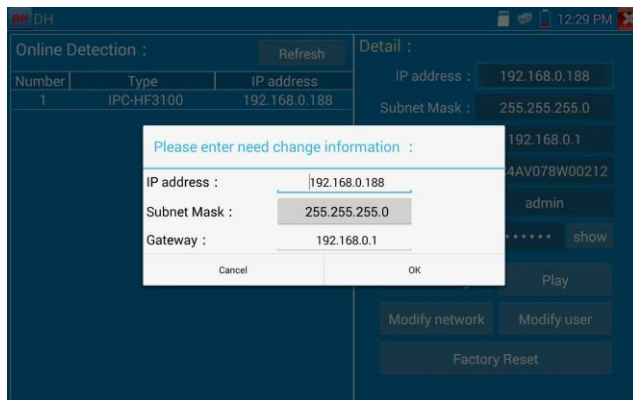 DH DH
12:29 PM
Online Detection :
Refresh
Number Type IP address
1 IPC-HF3100 192.168.0.188
Detail :
IP address : 192.168.0.188
Subnet Mask : 255.255.255.0
192.168.0.1
4AV078W00212
admin
show
Play
Modify network Modify user
Factory Reset
Please enter need change information :
IP address : 192.168.0.188
Subnet Mask : 255.255.255.0
Gateway : 192.168.0.1
Cancel OK